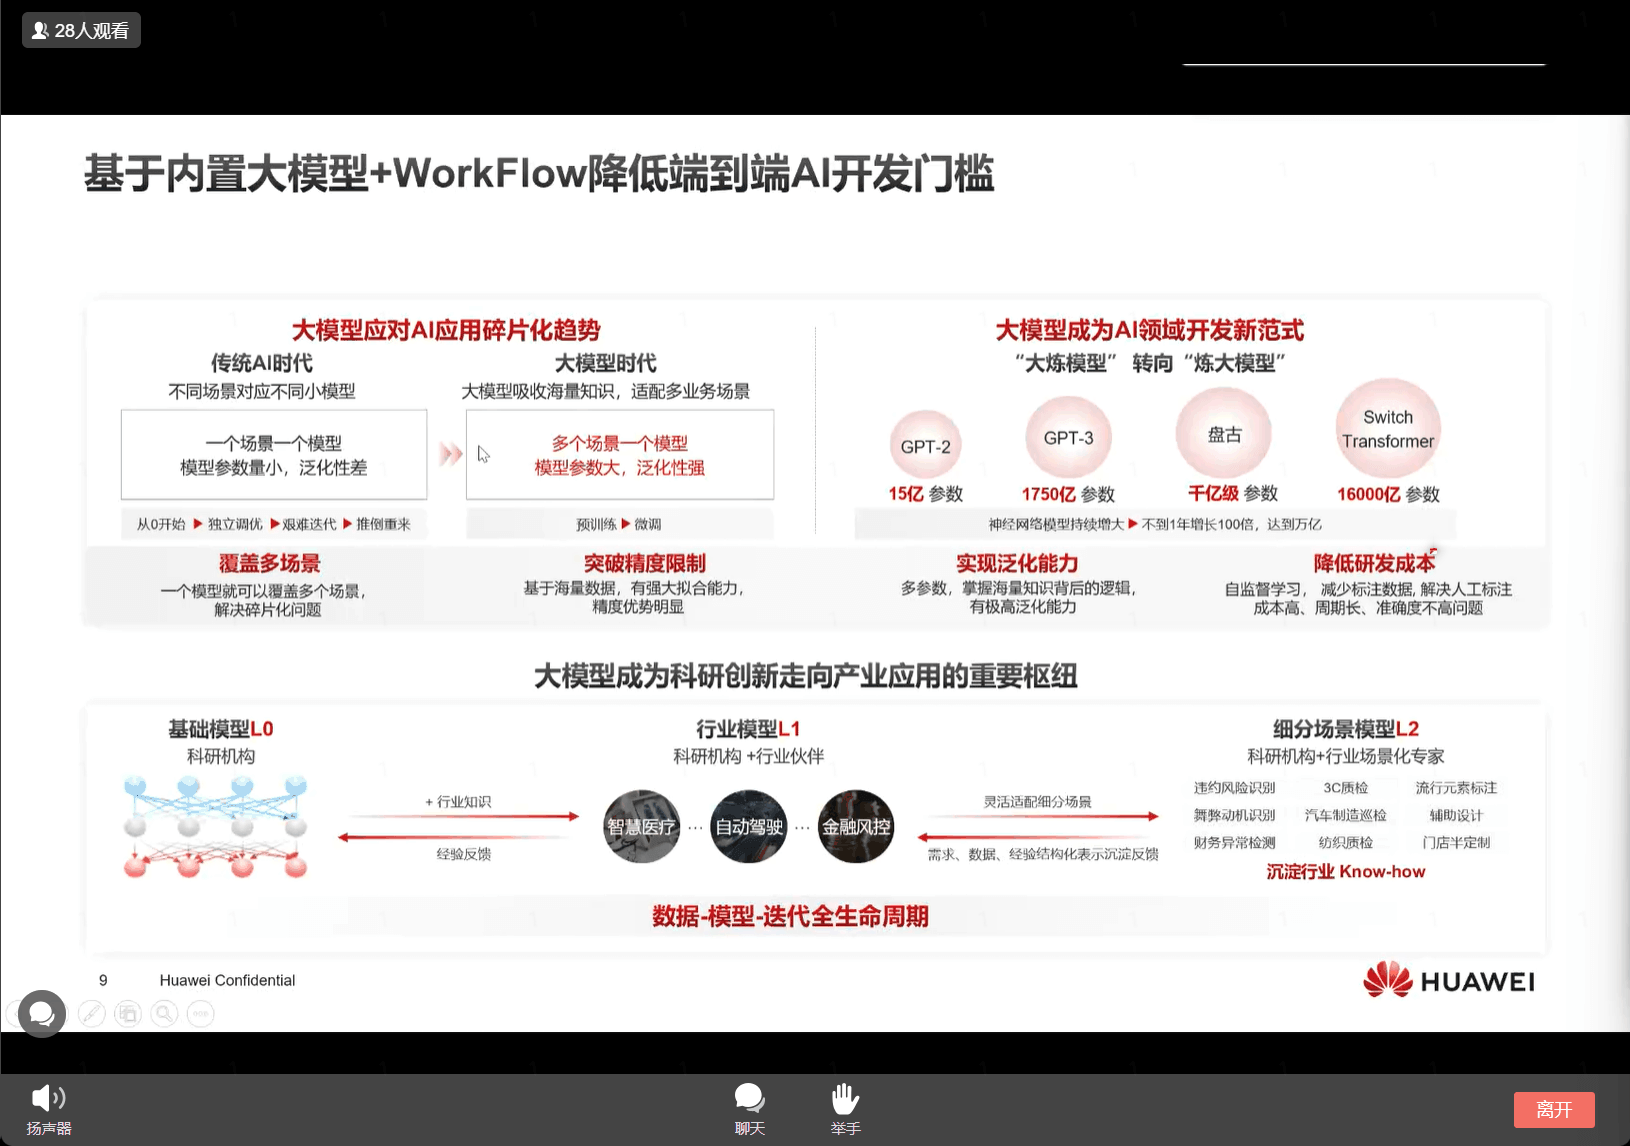 28人观看
基于内置大模型+WorkFlow降低端到端AI开发门槛
大模型应对AI应用碎片化趋势
传统AI时代
不同场景对应不同小模型
一个场景一个模型
模型参数量小，泛化性差
从0开始 ▶ 独立调优 ▶艰难迭代 ▶ 推倒重来
大模型时代
大模型吸收海量知识，适配多业务场景
多个场景一个模型
模型参数大，泛化性强
预训练 ▶ 微调
大模型成为AI领域开发新范式
“大炼模型” 转向 “炼大模型”
GPT-2
15亿 参数
GPT-3
1750亿 参数
盘古
千亿级 参数
Switch
Transformer
16000亿 参数
神经网络模型持续增大 ▶ 不到1年增长100倍，达到万亿
覆盖多场景
一个模型就可以覆盖多个场景，
解决碎片化问题
突破精度限制
基于海量数据，有强大拟合能力，
精度优势明显
实现泛化能力
多参数，掌握海量知识背后的逻辑，
有极高泛化能力
降低研发成本
自监督学习， 减少标注数据, 解决人工标注
成本高、周期长、准确度不高问题
大模型成为科研创新走向产业应用的重要枢纽
基础模型L0
科研机构
+ 行业知识
经验反馈
行业模型L1
科研机构 +行业伙伴
智慧医疗 … 自动驾驶 … 金融风控
灵活适配细分场景
需求、数据、经验结构化表示沉淀反馈
细分场景模型L2
科研机构+行业场景化专家
违约风险识别 3C质检 流行元素标注
舞弊动机识别 汽车制造巡检 辅助设计
财务异常检测 纺织质检 门店半定制
沉淀行业 Know-how
数据-模型-迭代全生命周期
9 Huawei Confidential
HUAWEI
扬声器
聊天
举手
离开